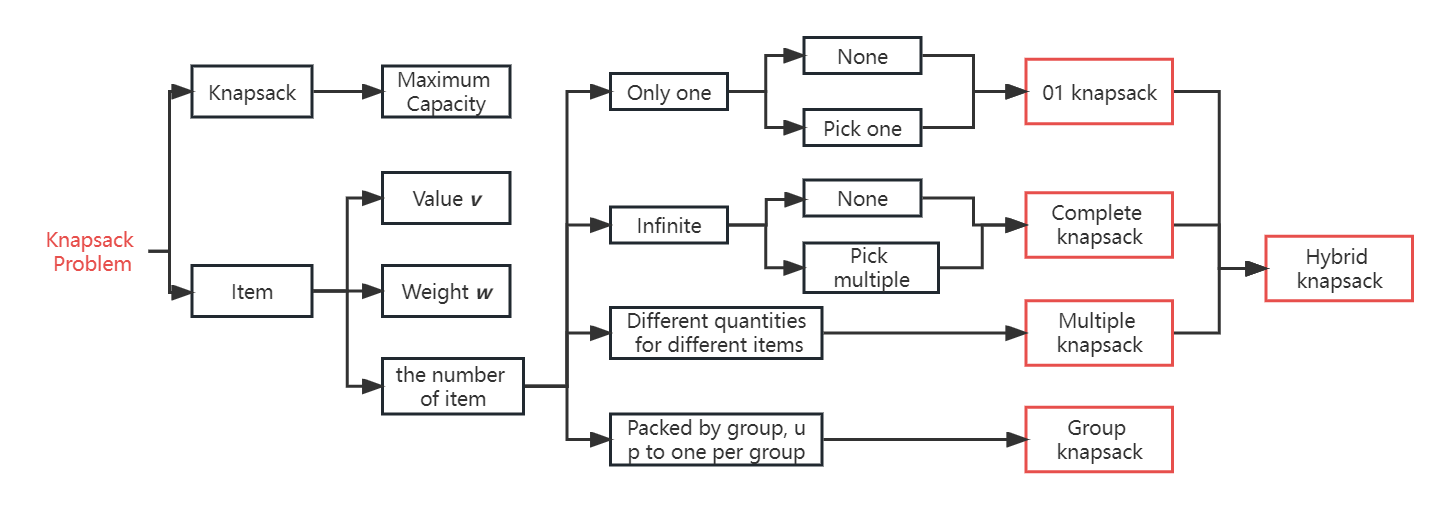 Knapsack
Problem
Knapsack
Maximum
Capacity
Item
Value v
Weight w
the number
of item
Only one
None
Pick one
01 knapsack
Infinite
None
Pick
multiple
Complete
knapsack
Different quantities
for different items
Multiple
knapsack
Packed by group, u
p to one per group
Group
knapsack
Hybrid
knapsack